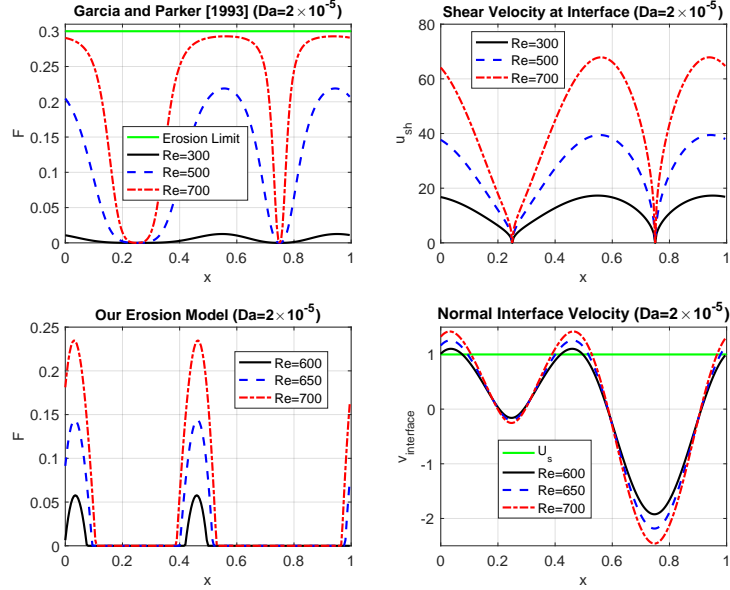 Garcia and Parker [1993] (Da=2×10⁻⁵)
0.3
0.25
0.2
0.15
0.1
0.05
0
F
Erosion Limit
Re=300
Re=500
Re=700
0 0.2 0.4 0.6 0.8 1
x
Shear Velocity at Interface (Da=2×10⁻⁵)
80
60
40
20
0
u_sh
Re=300
Re=500
Re=700
0 0.2 0.4 0.6 0.8 1
x
Our Erosion Model (Da=2×10⁻⁵)
0.25
0.2
0.15
0.1
0.05
0
F
Re=600
Re=650
Re=700
0 0.2 0.4 0.6 0.8 1
x
Normal Interface Velocity (Da=2×10⁻⁵)
1
0
-1
-2
v_interface
U_s
Re=600
Re=650
Re=700
0 0.2 0.4 0.6 0.8 1
x